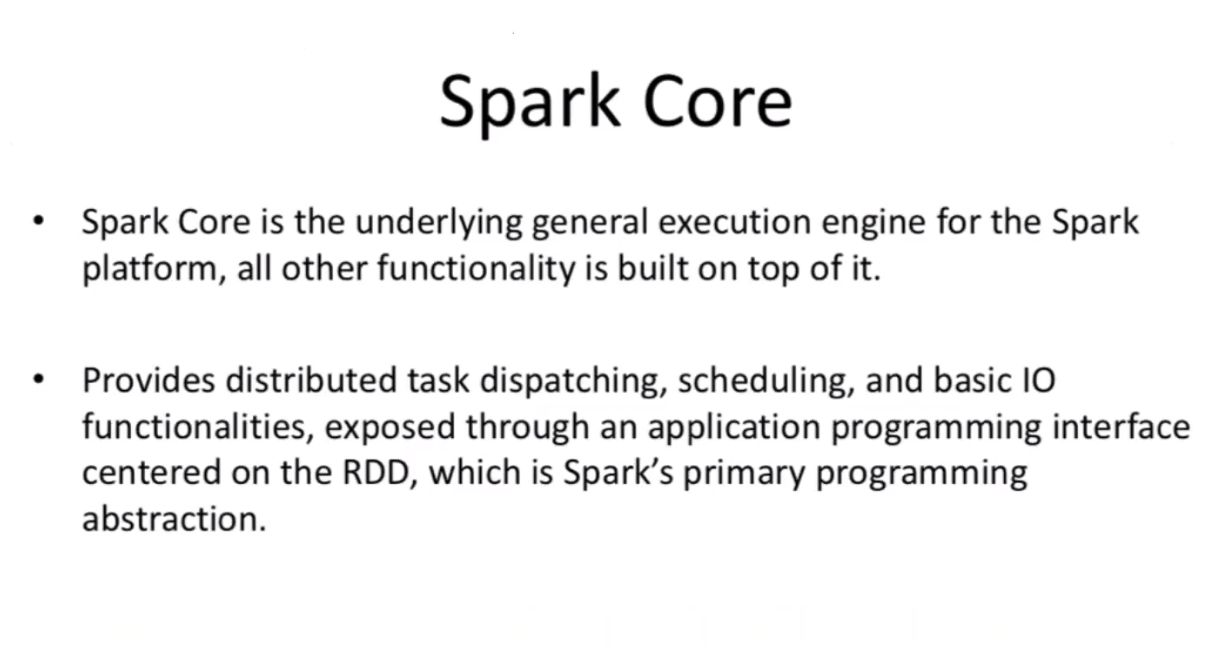 Spark Core
• Spark Core is the underlying general execution engine for the Spark
platform, all other functionality is built on top of it.
• Provides distributed task dispatching, scheduling, and basic IO
functionalities, exposed through an application programming interface
centered on the RDD, which is Spark’s primary programming
abstraction.